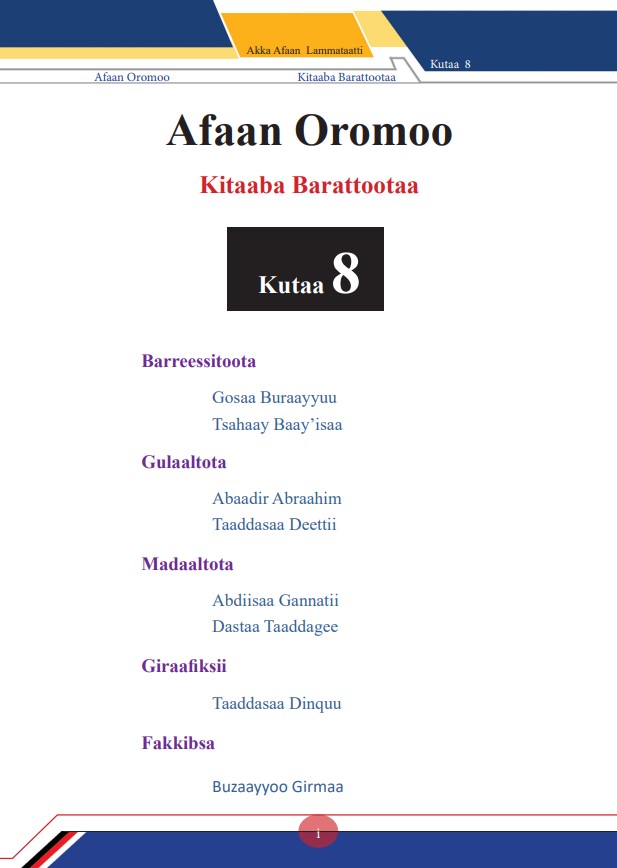 Akka Afaan Lammataatti
Kutaa 8
Afaan Oromoo Kitaaba Barattootaa
Afaan Oromoo
Kitaaba Barattootaa
Kutaa 8
Barreessitoota
Gosaa Buraayyuu
Tsahaay Baay’isaa
Gulaaltota
Abaadir Abraahim
Taaddasaa Deettii
Madaaltota
Abdiisaa Gannatii
Dastaa Taaddagee
Giraafiksii
Taaddasaa Dinquu
Fakkibsa
Buzaayyoo Girmaa
i